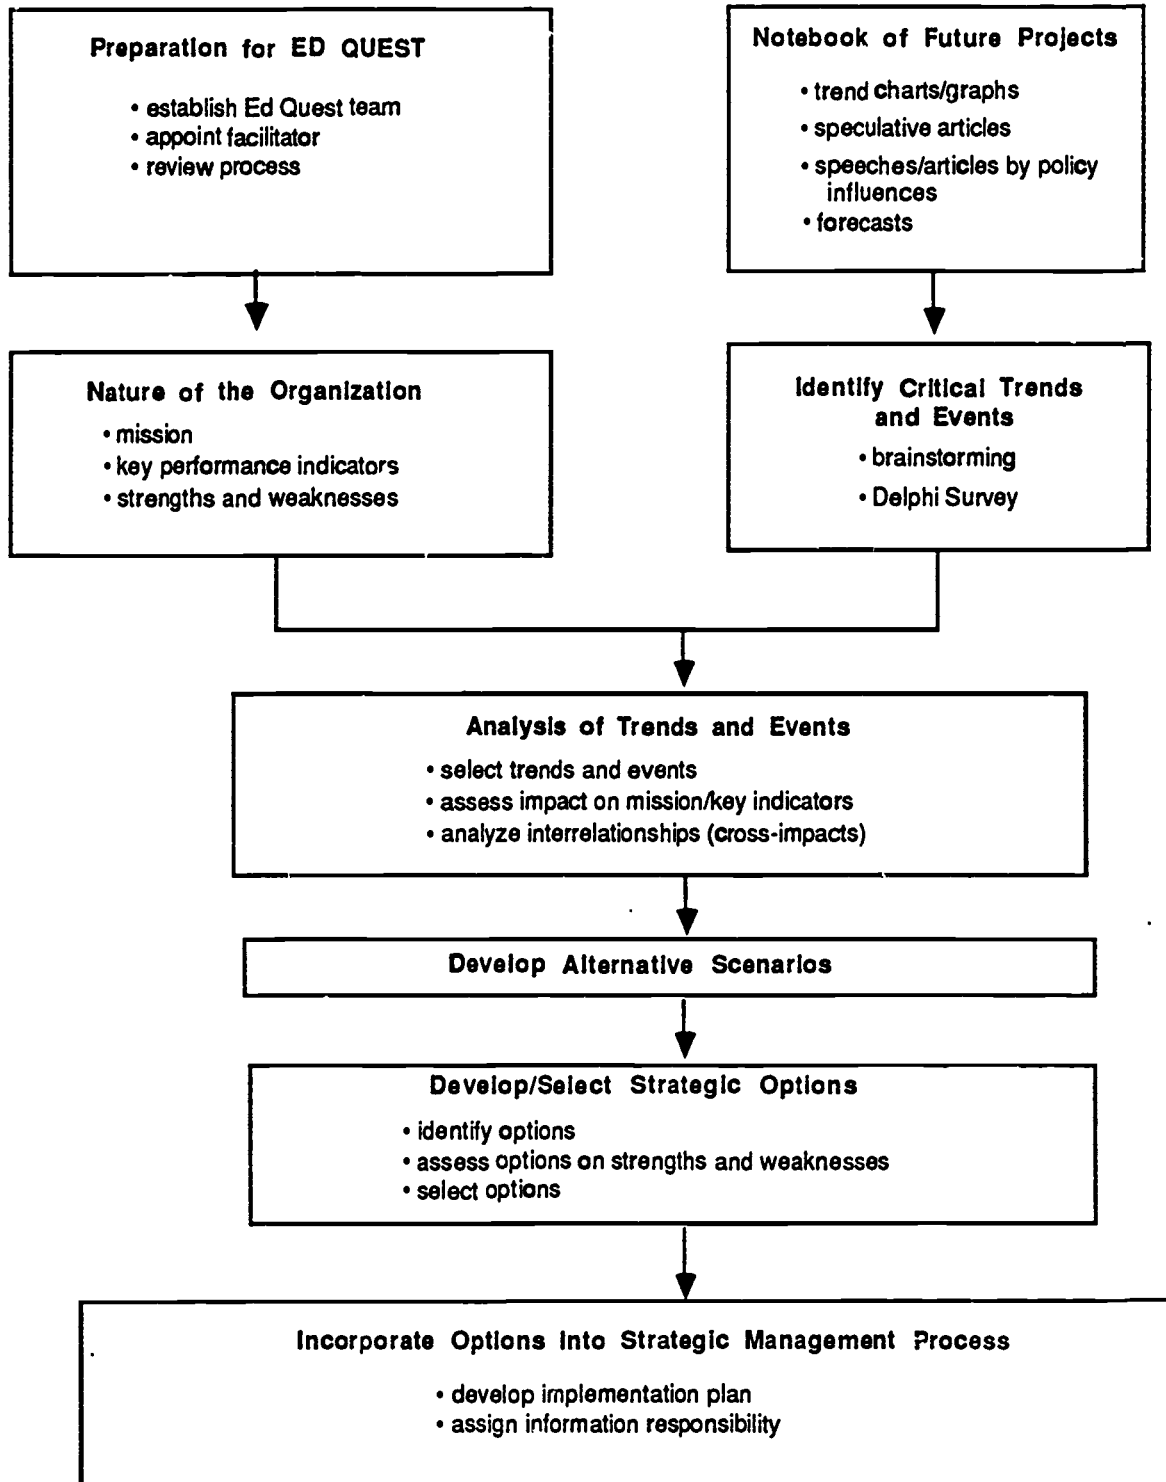 Preparation for ED QUEST
• establish Ed Quest team
• appoint facilitator
• review process
Notebook of Future Projects
• trend charts/graphs
• speculative articles
• speeches/articles by policy
influences
• forecasts
Nature of the Organization
• mission
• key performance indicators
• strengths and weaknesses
Identify Critical Trends
and Events
• brainstorming
• Delphi Survey
Analysis of Trends and Events
• select trends and events
• assess impact on mission/key indicators
• analyze interrelationships (cross-impacts)
Develop Alternative Scenarios
Develop/Select Strategic Options
• identify options
• assess options on strengths and weaknesses
• select options
Incorporate Options Into Strategic Management Process
• develop implementation plan
• assign information responsibility